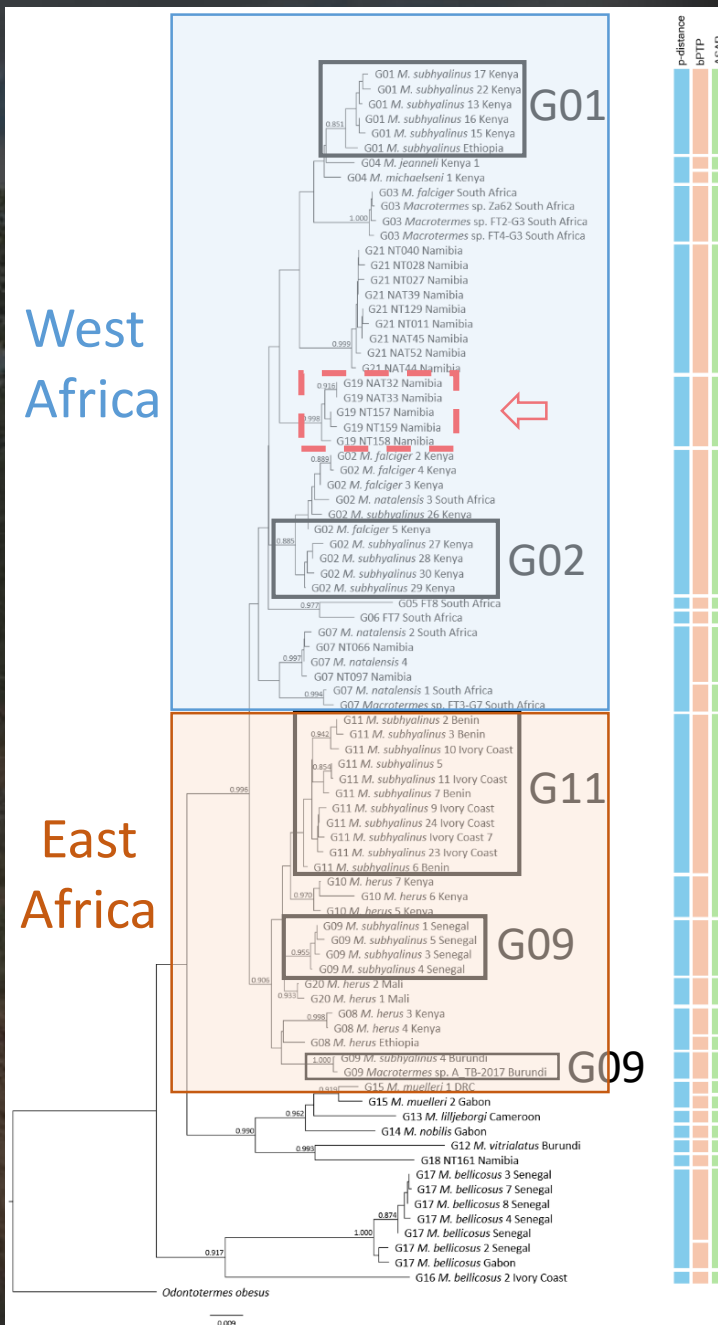 p-distance
bPTP
ASAP
West
Africa
G01 M. subhyalinus 17 Kenya
G01 M. subhyalinus 22 Kenya
G01 M. subhyalinus 13 Kenya
G01 M. subhyalinus 16 Kenya
0.851
G01 M. subhyalinus 15 Kenya
G01 M. subhyalinus Ethiopia
G01
G04 M. jeanneli Kenya 1
G04 M. michaelseni 1 Kenya
G03 M. falciger South Africa
G03 Macrotermes sp. Za62 South Africa
1.000
G03 Macrotermes sp. FT2-G3 South Africa
G03 Macrotermes sp. FT4-G3 South Africa
G21 NT040 Namibia
G21 NT028 Namibia
G21 NT027 Namibia
G21 NAT39 Namibia
G21 NT129 Namibia
G21 NT011 Namibia
G21 NAT45 Namibia
0.999
G21 NAT52 Namibia
G21 NAT44 Namibia
0.916
G19 NAT32 Namibia
G19 NAT33 Namibia
0.998
G19 NT157 Namibia
G19 NT159 Namibia
G19 NT158 Namibia
0.889
G02 M. falciger 2 Kenya
G02 M. falciger 4 Kenya
G02 M. falciger 3 Kenya
G02 M. natalensis 3 South Africa
G02 M. subhyalinus 26 Kenya
G02 M. falciger 5 Kenya
0.885
G02 M. subhyalinus 27 Kenya
G02 M. subhyalinus 28 Kenya
G02 M. subhyalinus 30 Kenya
G02 M. subhyalinus 29 Kenya
G02
0.977
G05 FT8 South Africa
G06 FT7 South Africa
G07 M. natalensis 2 South Africa
G07 NT066 Namibia
0.997
G07 M. natalensis 4
G07 NT097 Namibia
0.994
G07 M. natalensis 1 South Africa
G07 Macrotermes sp. FT3-G7 South Africa
East
Africa
G11 M. subhyalinus 2 Benin
0.942
G11 M. subhyalinus 3 Benin
G11 M. subhyalinus 10 Ivory Coast
0.854
G11 M. subhyalinus 5
G11 M. subhyalinus 11 Ivory Coast
G11 M. subhyalinus 7 Benin
0.996
G11 M. subhyalinus 9 Ivory Coast
G11 M. subhyalinus 24 Ivory Coast
G11 M. subhyalinus Ivory Coast 7
G11 M. subhyalinus 23 Ivory Coast
G11 M. subhyalinus 6 Benin
G11
G10 M. herus 7 Kenya
0.970
G10 M. herus 6 Kenya
G10 M. herus 5 Kenya
G09 M. subhyalinus 1 Senegal
G09 M. subhyalinus 5 Senegal
0.955
G09 M. subhyalinus 3 Senegal
G09 M. subhyalinus 4 Senegal
G09
0.906
G20 M. herus 2 Mali
0.933
G20 M. herus 1 Mali
0.998
G08 M. herus 3 Kenya
G08 M. herus 4 Kenya
G08 M. herus Ethiopia
1.000
G09 M. subhyalinus 4 Burundi
G09 Macrotermes sp. A_TB-2017 Burundi
G09
0.939
G15 M. muelleri 1 DRC
G15 M. muelleri 2 Gabon
0.962
G13 M. lilljeborgi Cameroon
G14 M. nobilis Gabon
0.990
0.993
G12 M. vitrialatus Burundi
G18 NT161 Namibia
G17 M. bellicosus 3 Senegal
G17 M. bellicosus 7 Senegal
G17 M. bellicosus 8 Senegal
0.874
G17 M. bellicosus 4 Senegal
G17 M. bellicosus Senegal
1.000
G17 M. bellicosus 2 Senegal
0.917
G17 M. bellicosus Gabon
G16 M. bellicosus 2 Ivory Coast
Odontotermes obesus
0.009